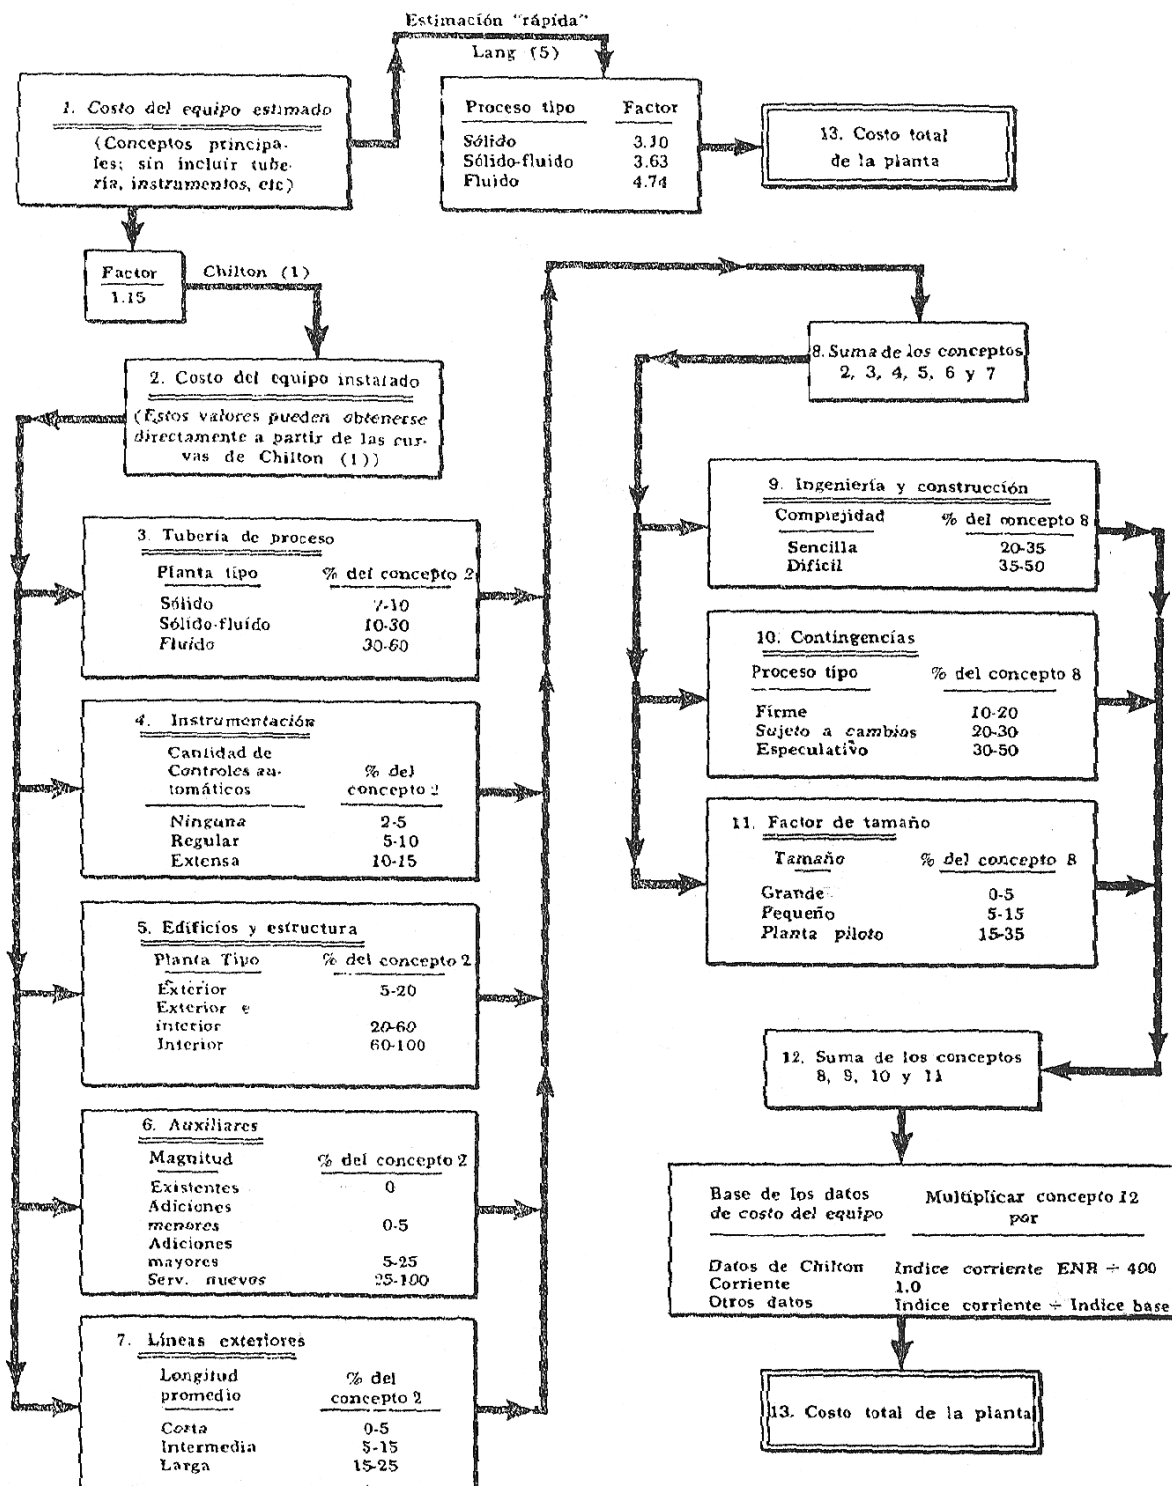 Estimación "rápida"
Lang (5)
1. Costo del equipo estimado
(Conceptos principa-
les; sin incluir tube-
ría, instrumentos, etc)
Proceso tipo Factor
Sólido 3.10
Sólido-fluido 3.63
Fluido 4.74
13. Costo total
de la planta
Factor
1.15
Chilton (1)
2. Costo del equipo instalado
(Estos valores pueden obtenerse
directamente a partir de las cur-
vas de Chilton (1))
3. Tubería de proceso
Planta tipo % del concepto 2
Sólido 7-10
Sólido-fluido 10-30
Fluido 30-60
4. Instrumentación
Cantidad de
Controles au-
tomáticos
% del
concepto 2
Ninguna 2-5
Regular 5-10
Extensa 10-15
5. Edificios y estructura
Planta Tipo % del concepto 2
Exterior 5-20
Exterior e
interior 20-60
Interior 60-100
6. Auxiliares
Magnitud % del concepto 2
Existentes 0
Adiciones
menores 0-5
Adiciones
mayores 5-25
Serv. nuevos 25-100
7. Líneas exteriores
Longitud
promedio
% del
concepto 2
Corta 0-5
Intermedia 5-15
Larga 15-25
8. Suma de los conceptos
2, 3, 4, 5, 6 y 7
9. Ingeniería y construcción
Complejidad % del concepto 8
Sencilla 20-35
Difícil 35-50
10. Contingencías
Proceso tipo % del concepto 8
Firme 10-20
Sujeto a cambios 20-30
Especulativo 30-50
11. Factor de tamaño
Tamaño % del concepto 8
Grande 0-5
Pequeño 5-15
Planta piloto 15-35
12. Suma de los conceptos
8, 9, 10 y 11
Base de los datos
de costo del equipo
Multiplicar concepto 12
por
Datos de Chilton Indice corriente ENR ÷ 400
Corriente 1.0
Otros datos Indice corriente ÷ Indice base
13. Costo total de la planta